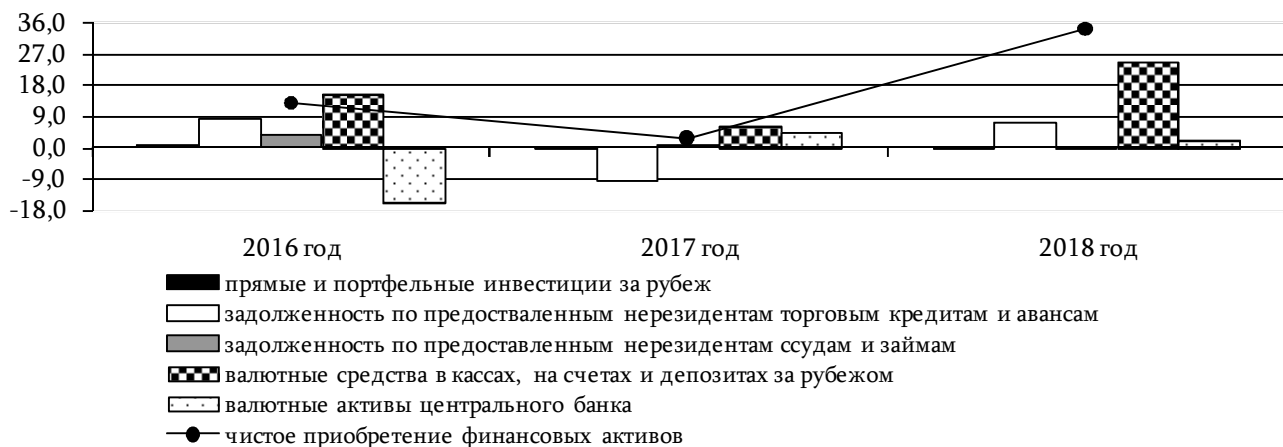 36,0
27,0
18,0
9,0
0,0
-9,0
-18,0
2016 год 2017 год 2018 год
прямые и портфельные инвестиции за рубеж
задолженность по предостваленным нерезидентам торговым кредитам и авансам
задолженность по предоставленным нерезидентам ссудам и займам
валютные средства в кассах, на счетах и депозитах за рубежом
валютные активы центрального банка
чистое приобретение финансовых активов